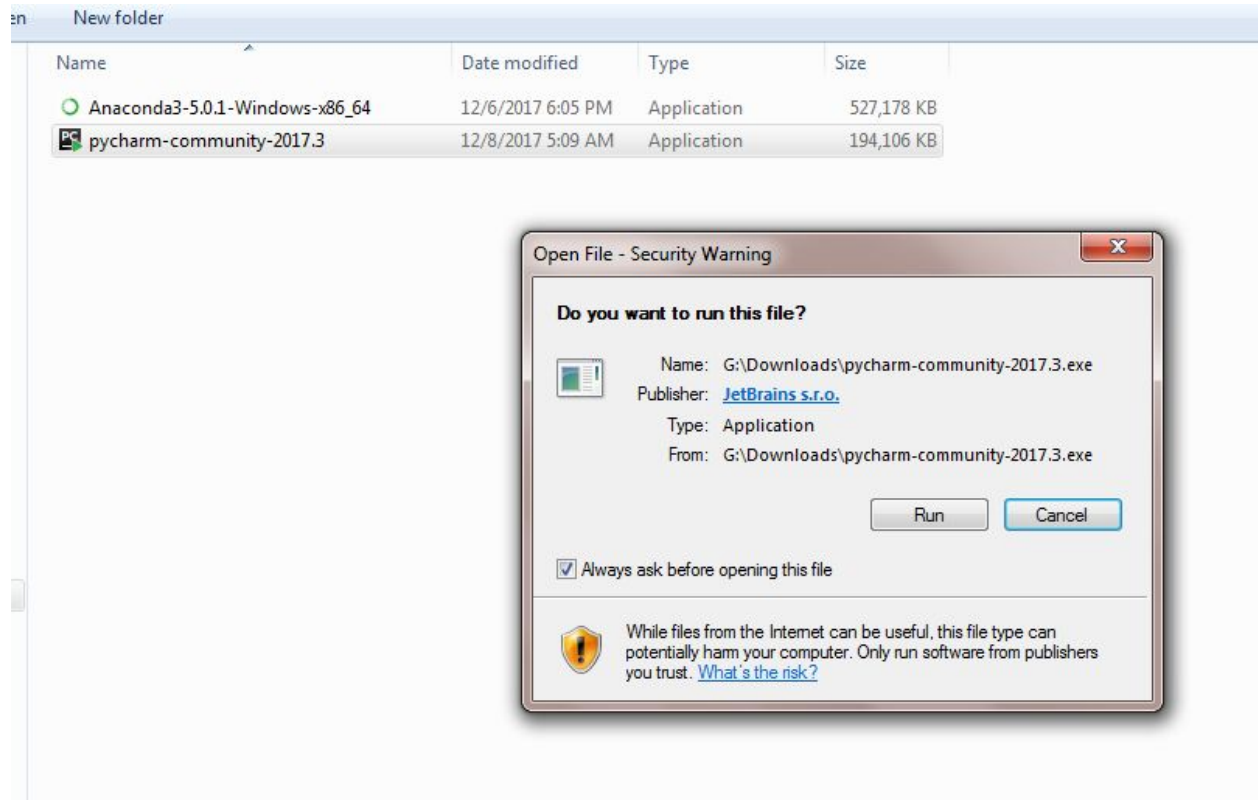 en New folder
Name Date modified Type Size
Anaconda3-5.0.1-Windows-x86_64 12/6/2017 6:05 PM Application 527,178 KB
pycharm-community-2017.3 12/8/2017 5:09 AM Application 194,106 KB
Open File - Security Warning
Do you want to run this file?
Name: G:\Downloads\pycharm-community-2017.3.exe
Publisher: JetBrains s.r.o.
Type: Application
From: G:\Downloads\pycharm-community-2017.3.exe
Run Cancel
Always ask before opening this file
While files from the Internet can be useful, this file type can
potentially harm your computer. Only run software from publishers
you trust. What's the risk?